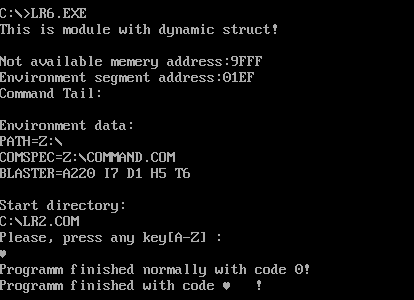 C:\>LR6.EXE
This is module with dynamic struct!
Not available memery address:9FFF
Environment segment address:01EF
Command Tail:
Environment data:
PATH=Z:\
COMSPEC=Z:\COMMAND.COM
BLASTER=A220 I7 D1 H5 T6
Start directory:
C:\LR2.COM
Please, press any key[A-Z] :
♥
Programm finished normally with code 0!
Programm finished with code ♥   !